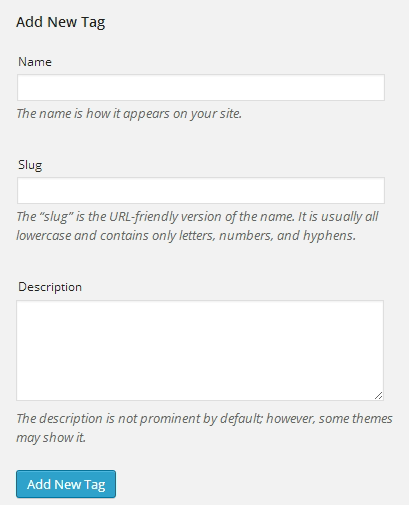 Add New Tag
Name
The name is how it appears on your site.
Slug
The “slug” is the URL-friendly version of the name. It is usually all
lowercase and contains only letters, numbers, and hyphens.
Description
The description is not prominent by default; however, some themes
may show it.
Add New Tag